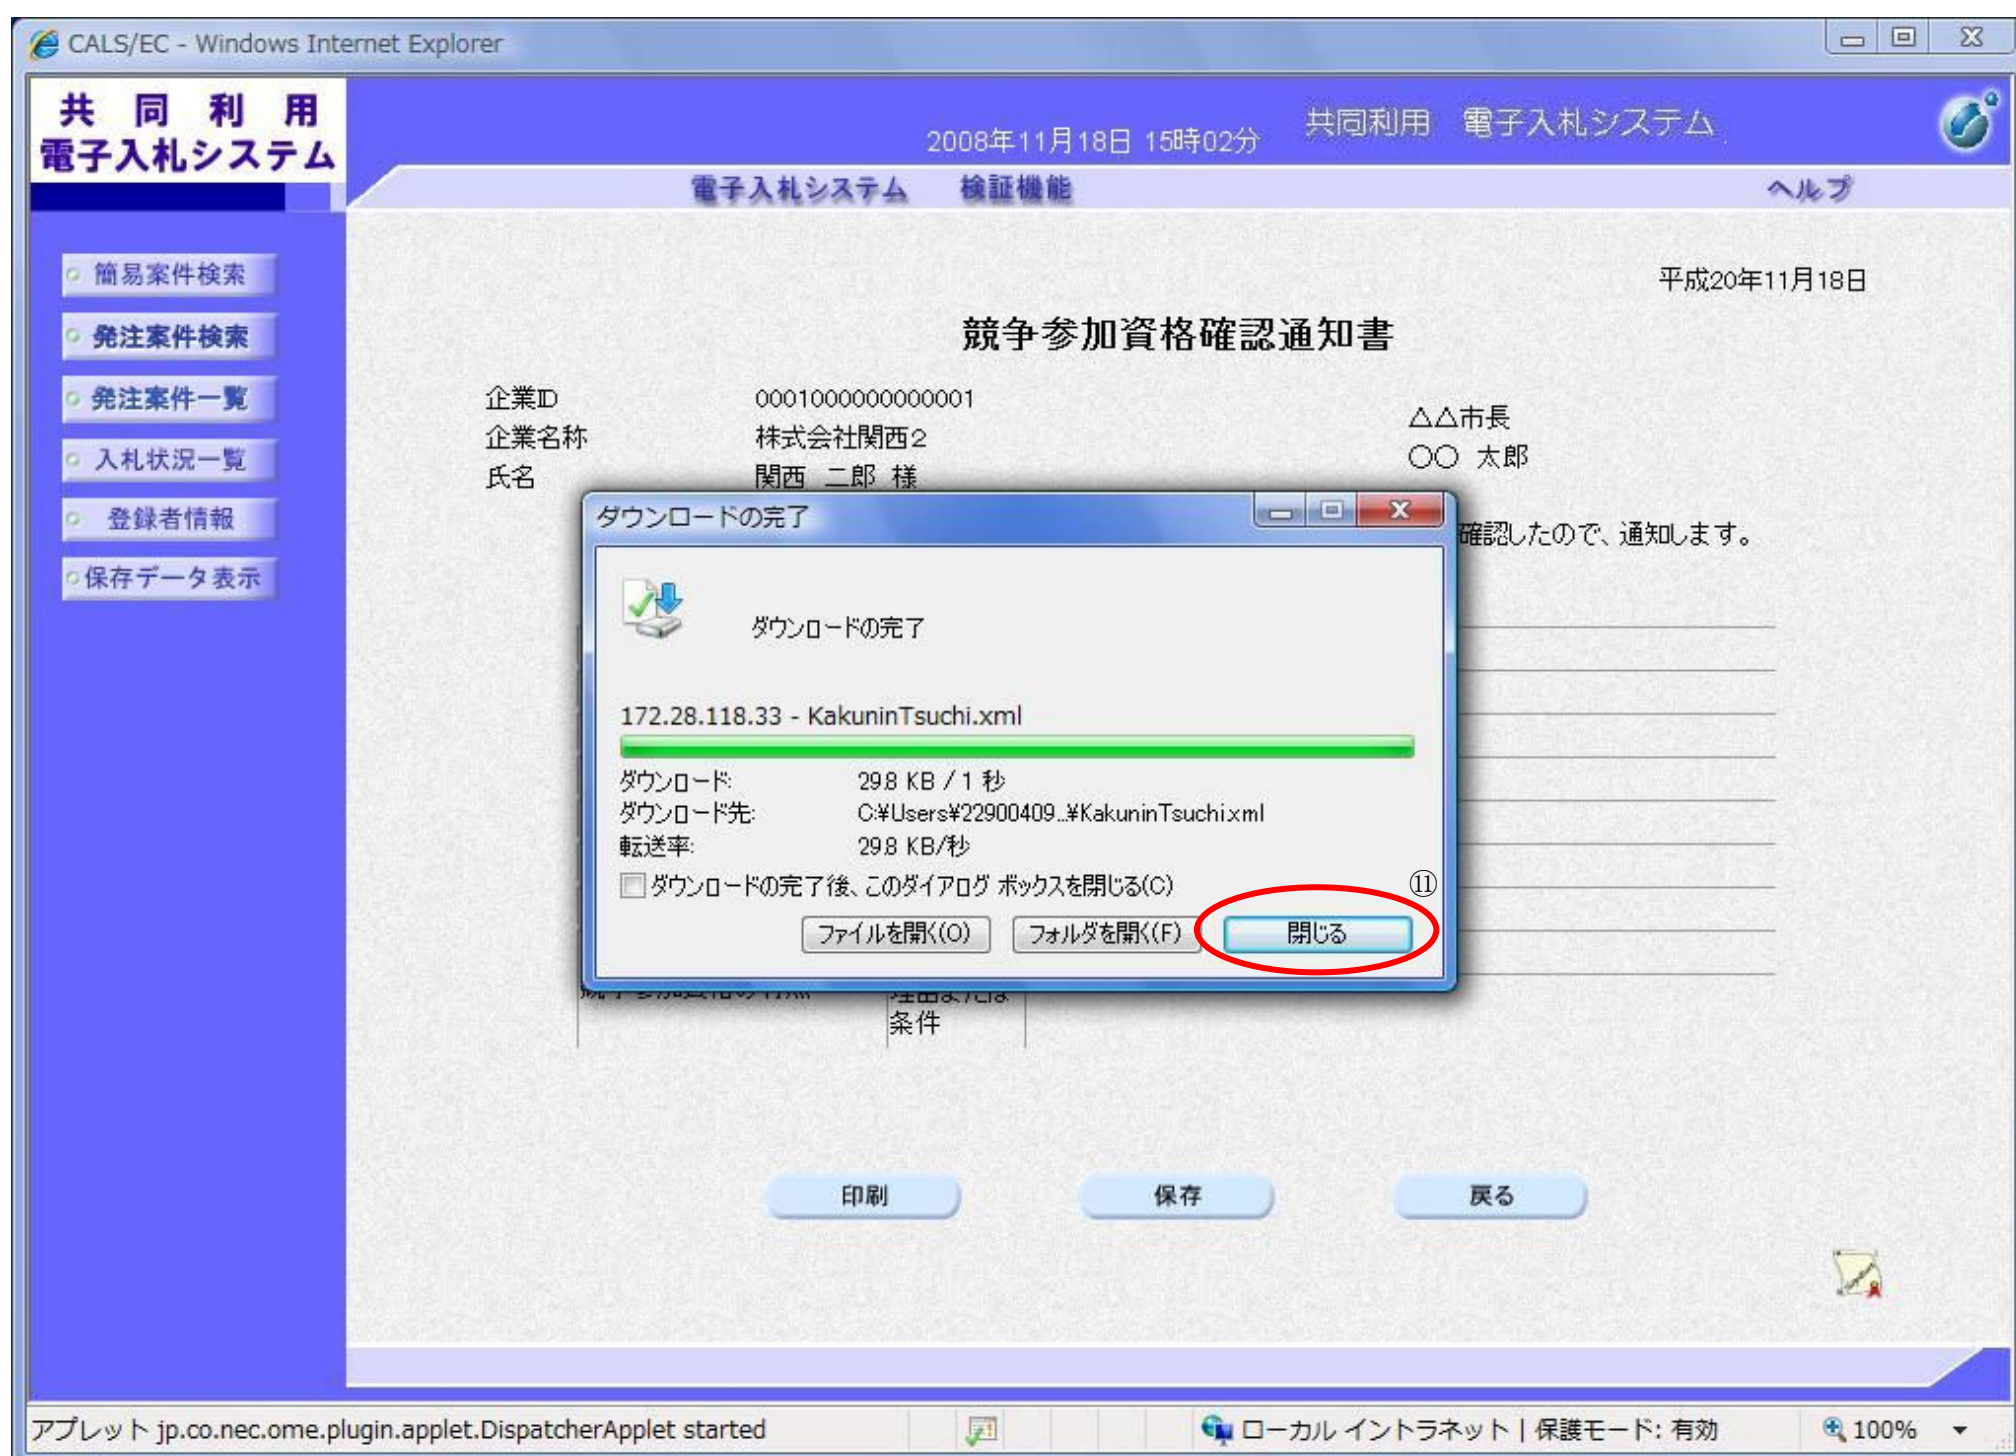 CALS/EC - Windows Internet Explorer
共同利用
電子入札システム
2008年11月18日 15時02分
共同利用 電子入札システム
電子入札システム 検証機能 ヘルプ
簡易案件検索
発注案件検索
発注案件一覧
入札状況一覧
登録者情報
保存データ表示
平成20年11月18日
競争参加資格確認通知書
企業ID 0001000000000001
企業名称 株式会社関西2
氏名 関西 二郎 様
△△市長
〇〇 太郎
確認したので、通知します。
ダウンロードの完了
ダウンロードの完了
172.28.118.33 - KakuninTsuchi.xml
ダウンロード: 29.8 KB / 1 秒
ダウンロード先: C:¥Users¥22900409...¥KakuninTsuchi.xml
転送率: 29.8 KB/秒
ダウンロードの完了後、このダイアログ ボックスを閉じる(C)
⑪
ファイルを開く(O) フォルダを開く(F) 閉じる
条件
印刷 保存 戻る
アプレット jp.co.nec.ome.plugin.applet.DispatcherApplet started
ローカル イントラネット | 保護モード: 有効
100%